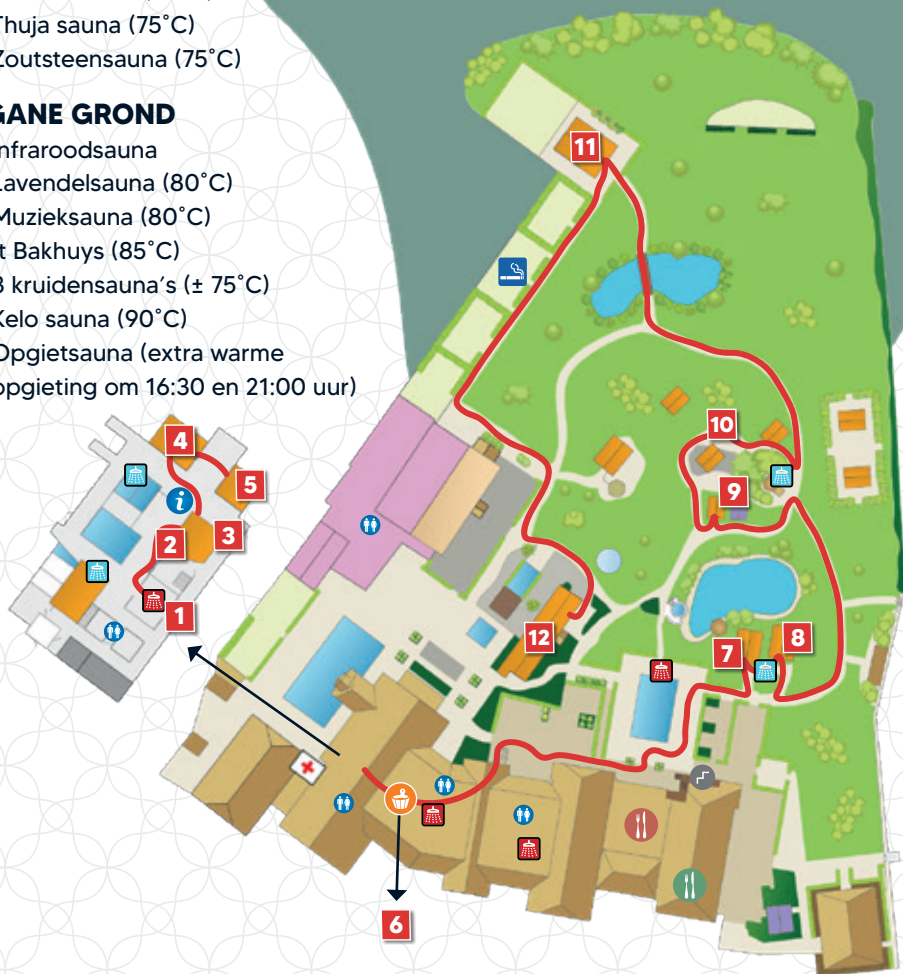 Thuja sauna (75°C)
Zoutsteensauna (75°C)
GANE GROND
Infraroodsauna
Lavendelsauna (80°C)
Muzieksauna (80°C)
't Bakhuys (85°C)
3 kruidensauna's (± 75°C)
Kelo sauna (90°C)
Opgietsauna (extra warme
opgieting om 16:30 en 21:00 uur)
11
4
5
i
2
3
1
10
9
12
7
8
6